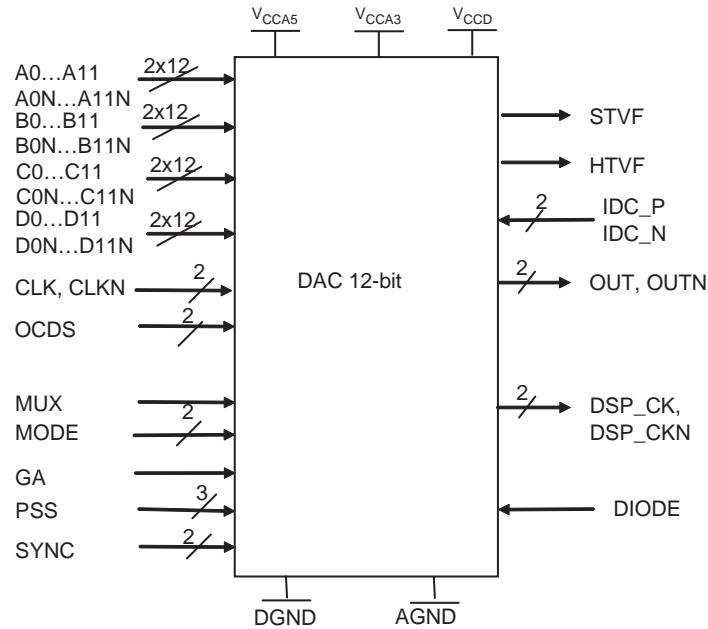 VCCA5 VCCA3 VCCD
A0...A11 2x12
A0N...A11N
B0...B11 2x12
B0N...B11N
C0...C11 2x12
C0N...C11N
D0...D11 2x12
D0N...D11N
CLK, CLKN 2
OCDS 2
MUX
MODE 2
GA
PSS 3
SYNC 2
DAC 12-bit
STVF
HTVF
2 IDC_P
IDC_N
2 OUT, OUTN
2 DSP_CK,
DSP_CKN
DIODE
DGND AGND